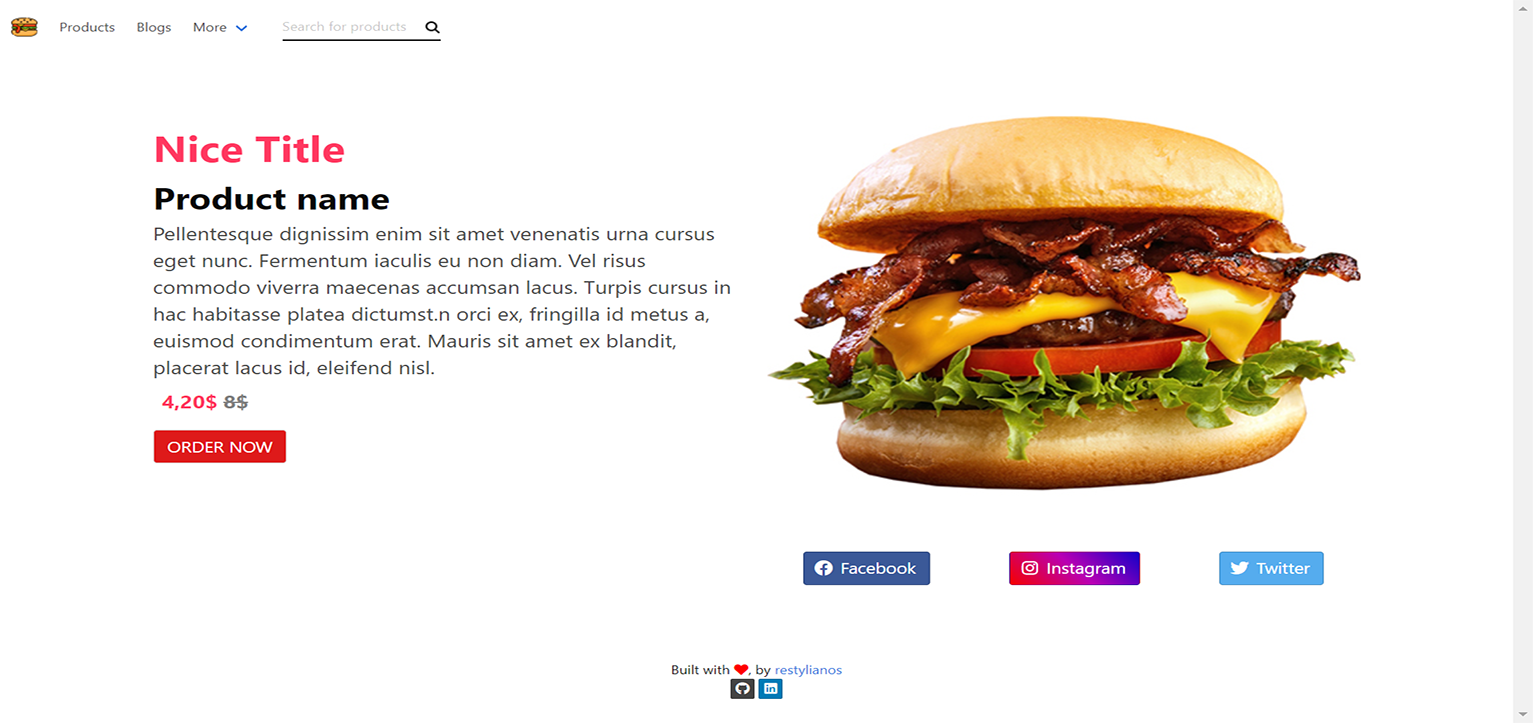 Products Blogs More Search for products
Nice Title
Product name
Pellentesque dignissim enim sit amet venenatis urna cursus
eget nunc. Fermentum iaculis eu non diam. Vel risus
commodo viverra maecenas accumsan lacus. Turpis cursus in
hac habitasse platea dictumst.n orci ex, fringilla id metus a,
euismod condimentum erat. Mauris sit amet ex blandit,
placerat lacus id, eleifend nisl.
4,20$ 8$
ORDER NOW
Facebook Instagram Twitter
Built with ❤, by restylianos